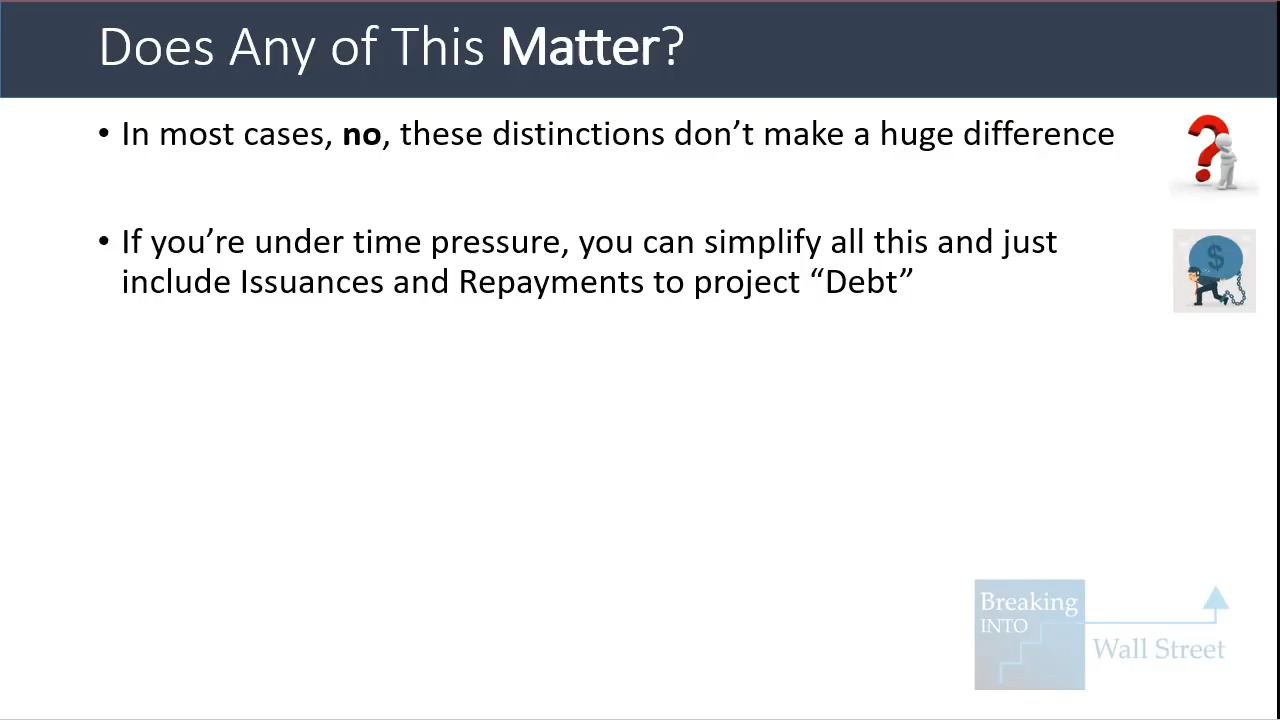 Does Any of This Matter?
• In most cases, no, these distinctions don’t make a huge difference
• If you’re under time pressure, you can simplify all this and just
include Issuances and Repayments to project “Debt”
$
Breaking
INTO
Wall Street